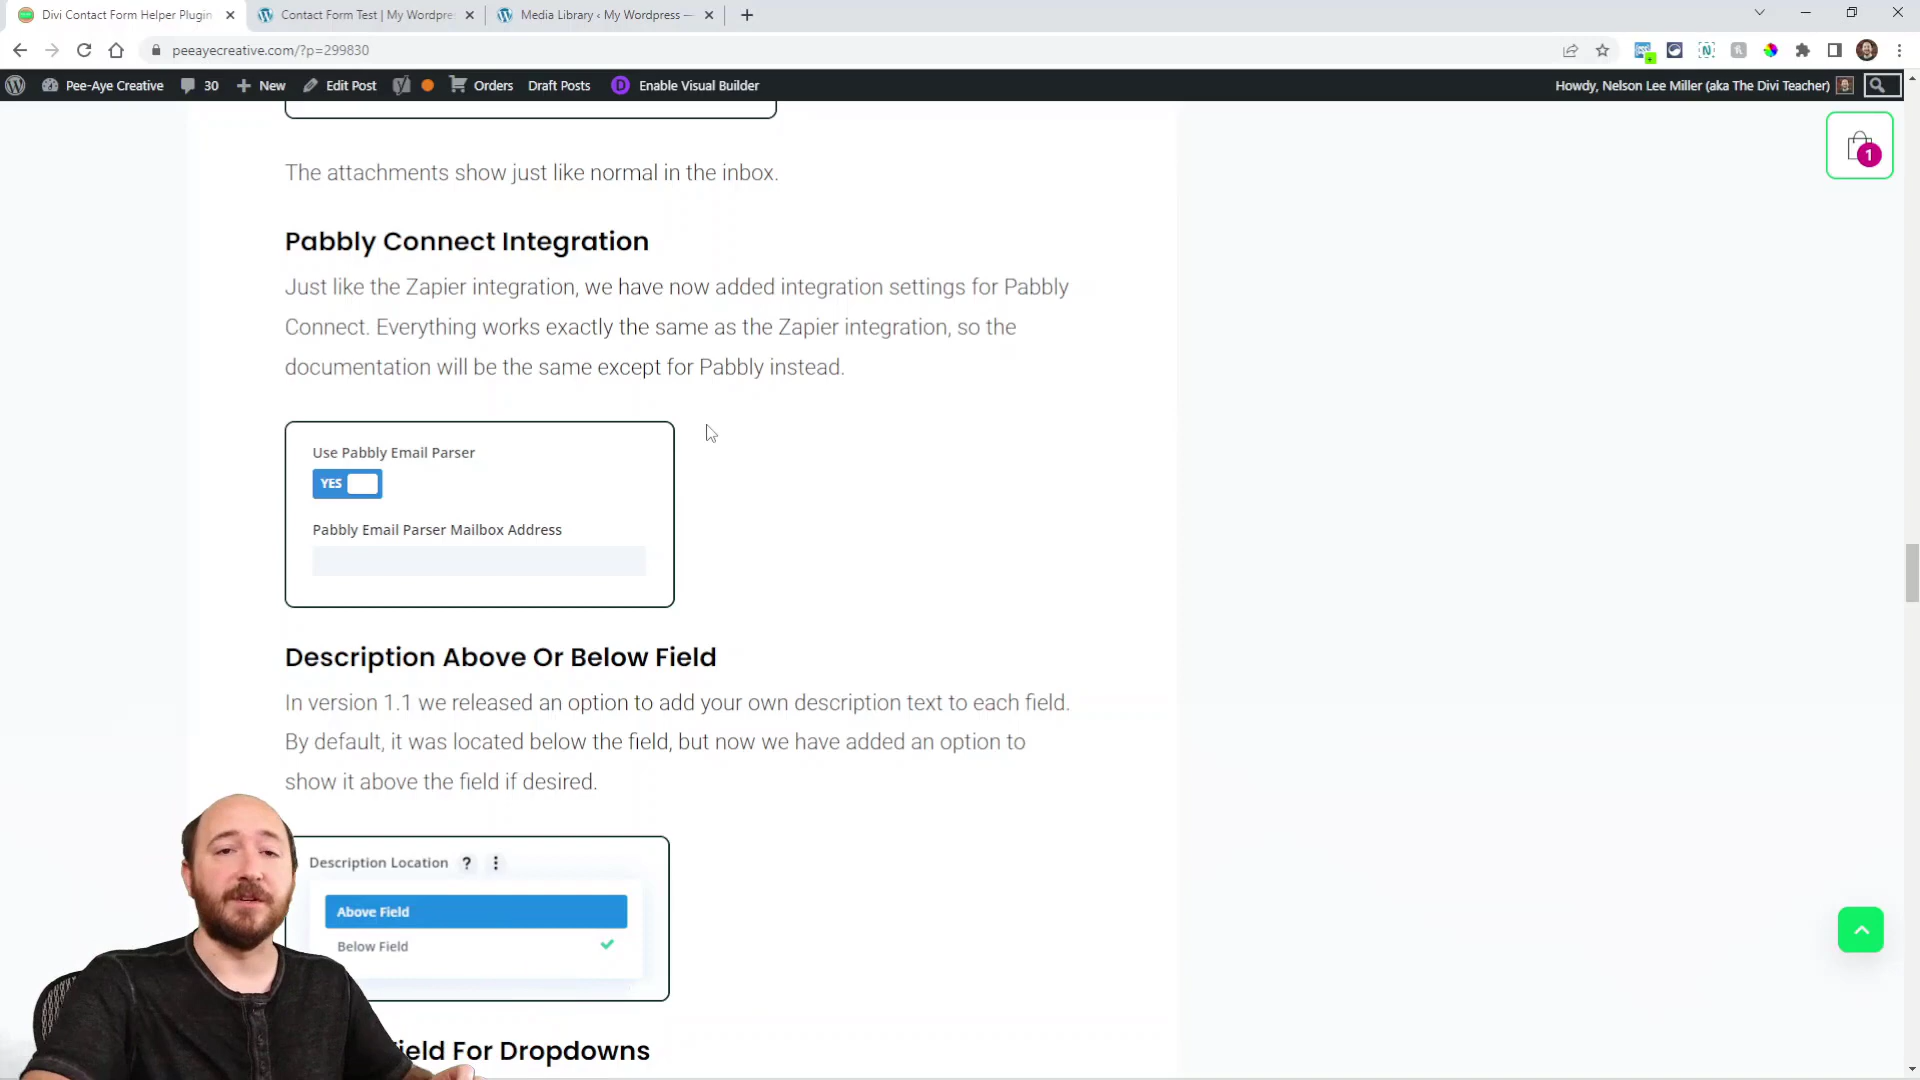 Divi Contact Form Helper Plugin
Contact Form Test | My Wordpre
Media Library ‹ My Wordpress —
peeayecreative.com/?p=299830
Pee-Aye Creative
30
New
Edit Post
Orders
Draft Posts
Enable Visual Builder
Howdy, Nelson Lee Miller (aka The Divi Teacher)
1
The attachments show just like normal in the inbox.
Pabbly Connect Integration
Just like the Zapier integration, we have now added integration settings for Pabbly
Connect. Everything works exactly the same as the Zapier integration, so the
documentation will be the same except for Pabbly instead.
Use Pabbly Email Parser
YES
Pabbly Email Parser Mailbox Address
Description Above Or Below Field
In version 1.1 we released an option to add your own description text to each field.
By default, it was located below the field, but now we have added an option to
show it above the field if desired.
Description Location ?
Above Field
Below Field
ield For Dropdowns